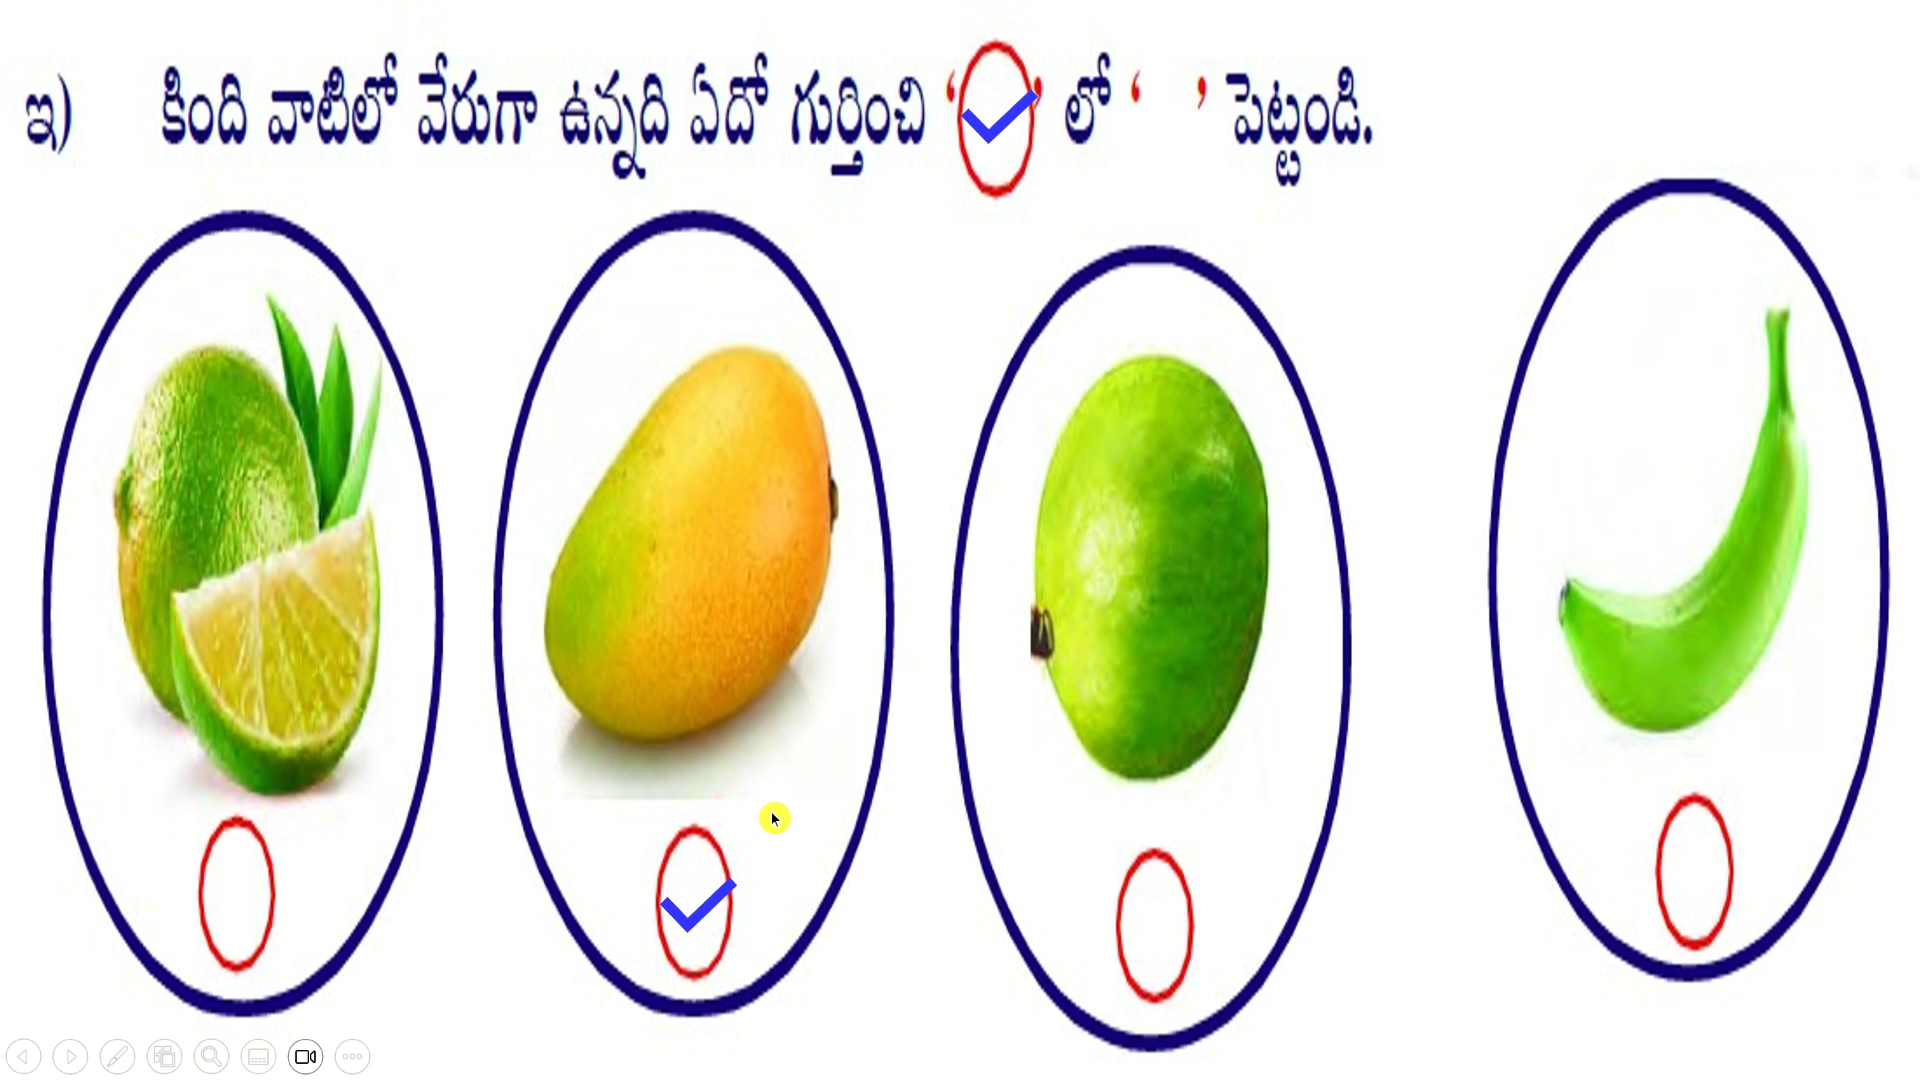 ఇ) కింది వాటిలో వేరుగా ఉన్నది ఏదో గుర్తించి ‘ ’ లో ‘ ’ పెట్టండి.